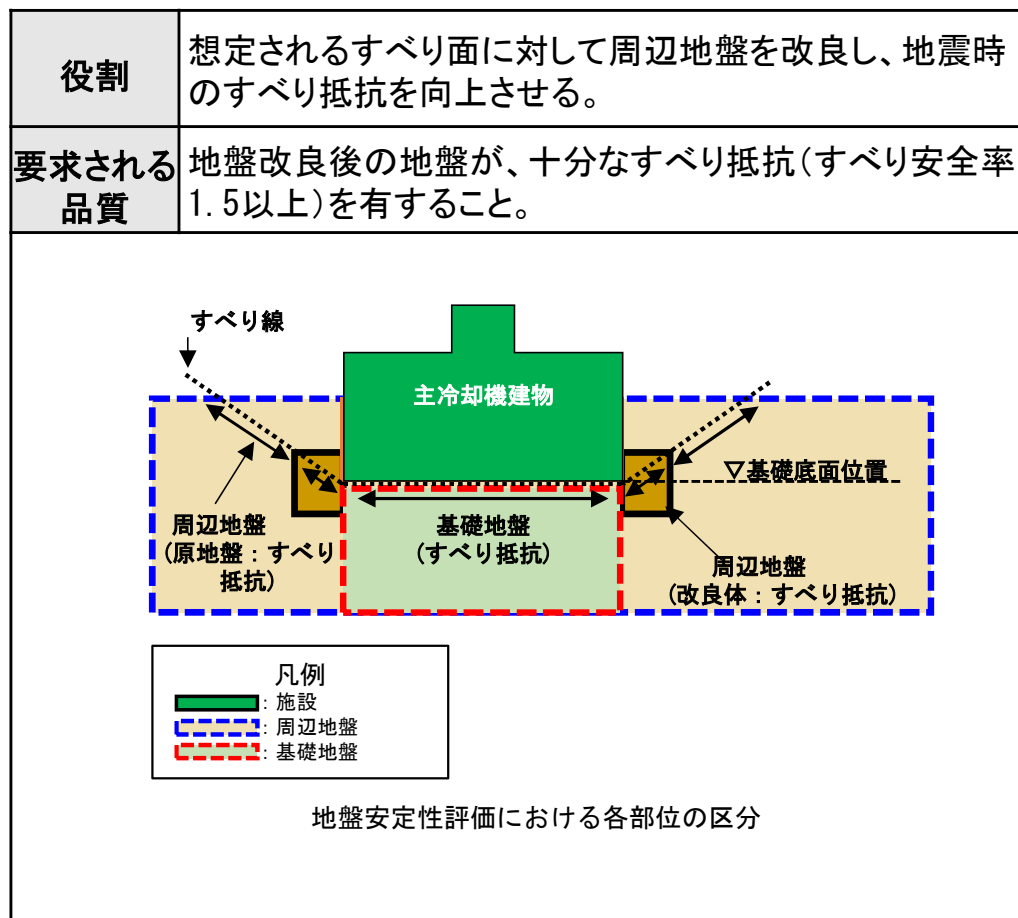 役割
想定されるすべり面に対して周辺地盤を改良し、地震時
のすべり抵抗を向上させる。
要求される
品質
地盤改良後の地盤が、十分なすべり抵抗(すべり安全率
1.5以上)を有すること。
すべり線
主冷却機建物
▽基礎底面位置
周辺地盤
(原地盤：すべり
抵抗)
基礎地盤
(すべり抵抗)
周辺地盤
(改良体：すべり抵抗)
凡例
：施設
：周辺地盤
：基礎地盤
地盤安定性評価における各部位の区分